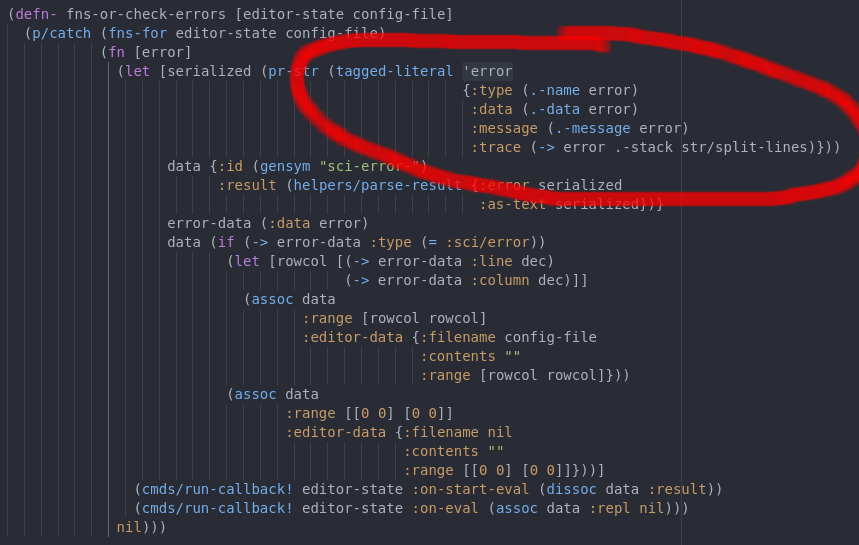 (defn- fns-or-check-errors [editor-state config-file]
  (p/catch (fns-for editor-state config-file)
           (fn [error]
             (let [serialized (pr-str (tagged-literal 'error
                                                      {:type (.-name error)
                                                       :data (.-data error)
                                                       :message (.-message error)
                                                       :trace (-> error .-stack str/split-lines)}))
                   data {:id (gensym "sci-error-")
                         :result (helpers/parse-result {:error serialized
                                                        :as-text serialized})}
                   error-data (:data error)
                   data (if (-> error-data :type (= :sci/error))
                          (let [rowcol [(-> error-data :line dec)
                                        (-> error-data :column dec)]]
                            (assoc data
                                   :range [rowcol rowcol]
                                   :editor-data {:filename config-file
                                                 :contents ""
                                                 :range [rowcol rowcol]}))
                          (assoc data
                                 :range [[0 0] [0 0]]
                                 :editor-data {:filename nil
                                               :contents ""
                                               :range [[0 0] [0 0]]}))]
               (cmds/run-callback! editor-state :on-start-eval (dissoc data :result))
               (cmds/run-callback! editor-state :on-eval (assoc data :repl nil)))
             nil)))